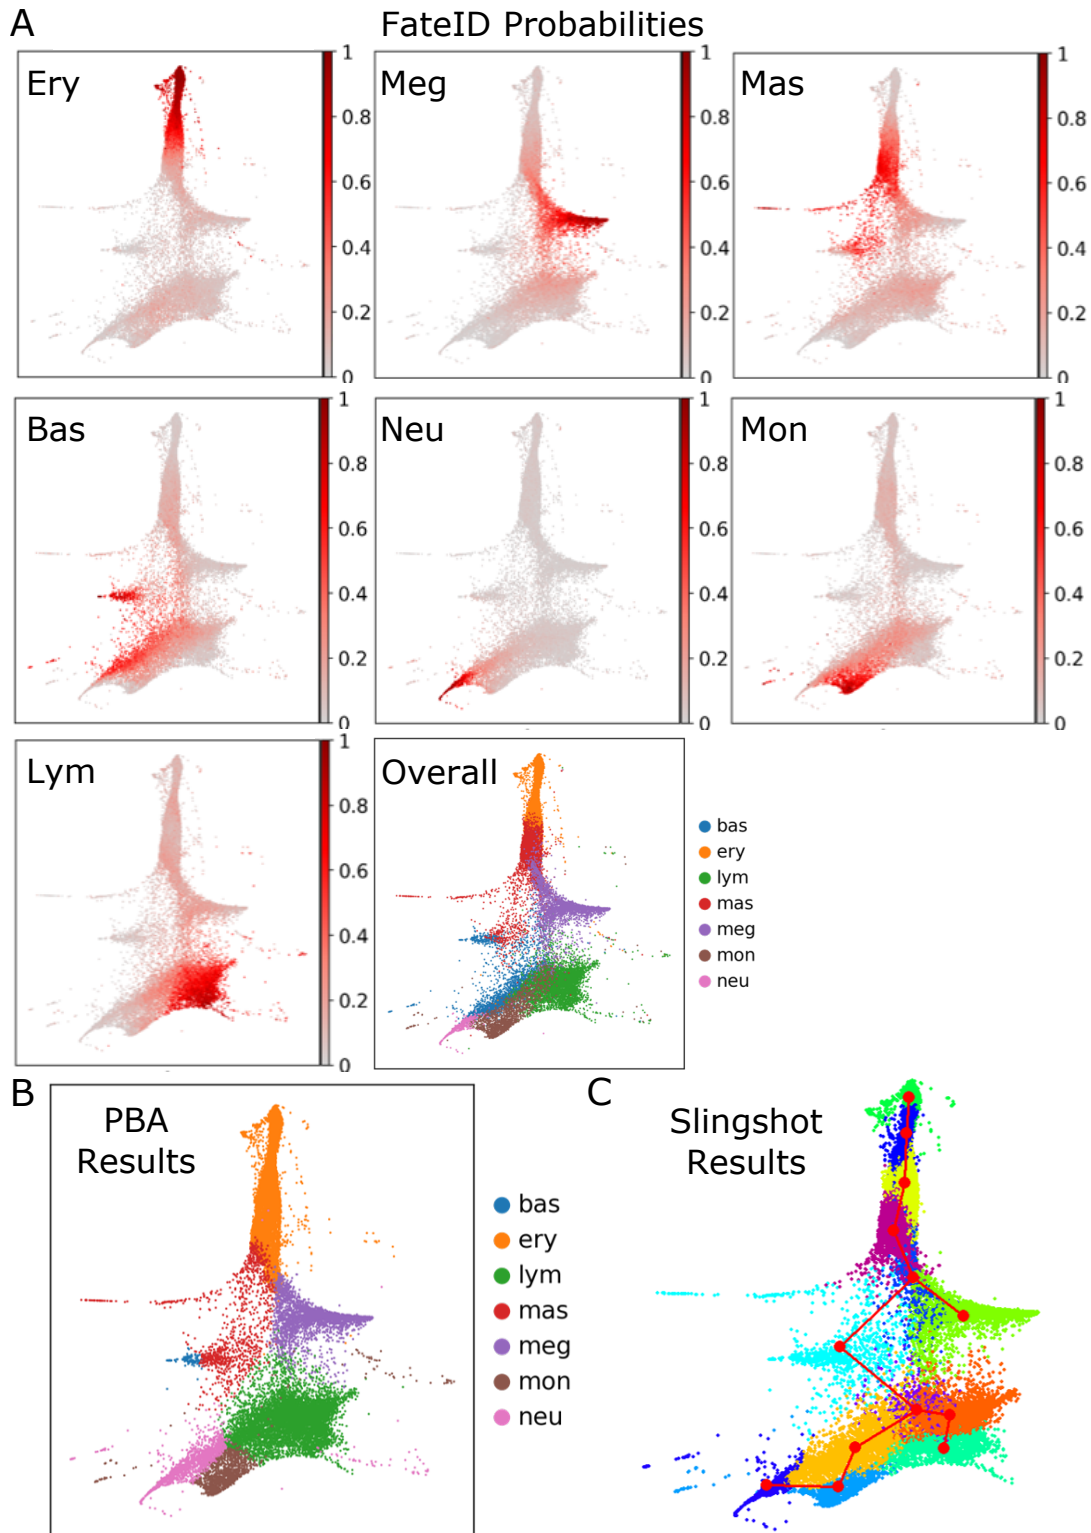 A
FateID Probabilities
Ery
1
0.8
0.6
0.4
0.2
0
Meg
1
0.8
0.6
0.4
0.2
0
Mas
1
0.8
0.6
0.4
0.2
0
Bas
1
0.8
0.6
0.4
0.2
0
Neu
1
0.8
0.6
0.4
0.2
0
Mon
1
0.8
0.6
0.4
0.2
0
Lym
1
0.8
0.6
0.4
0.2
0
Overall
bas
ery
lym
mas
meg
mon
neu
B
PBA
Results
bas
ery
lym
mas
meg
mon
neu
C
Slingshot
Results